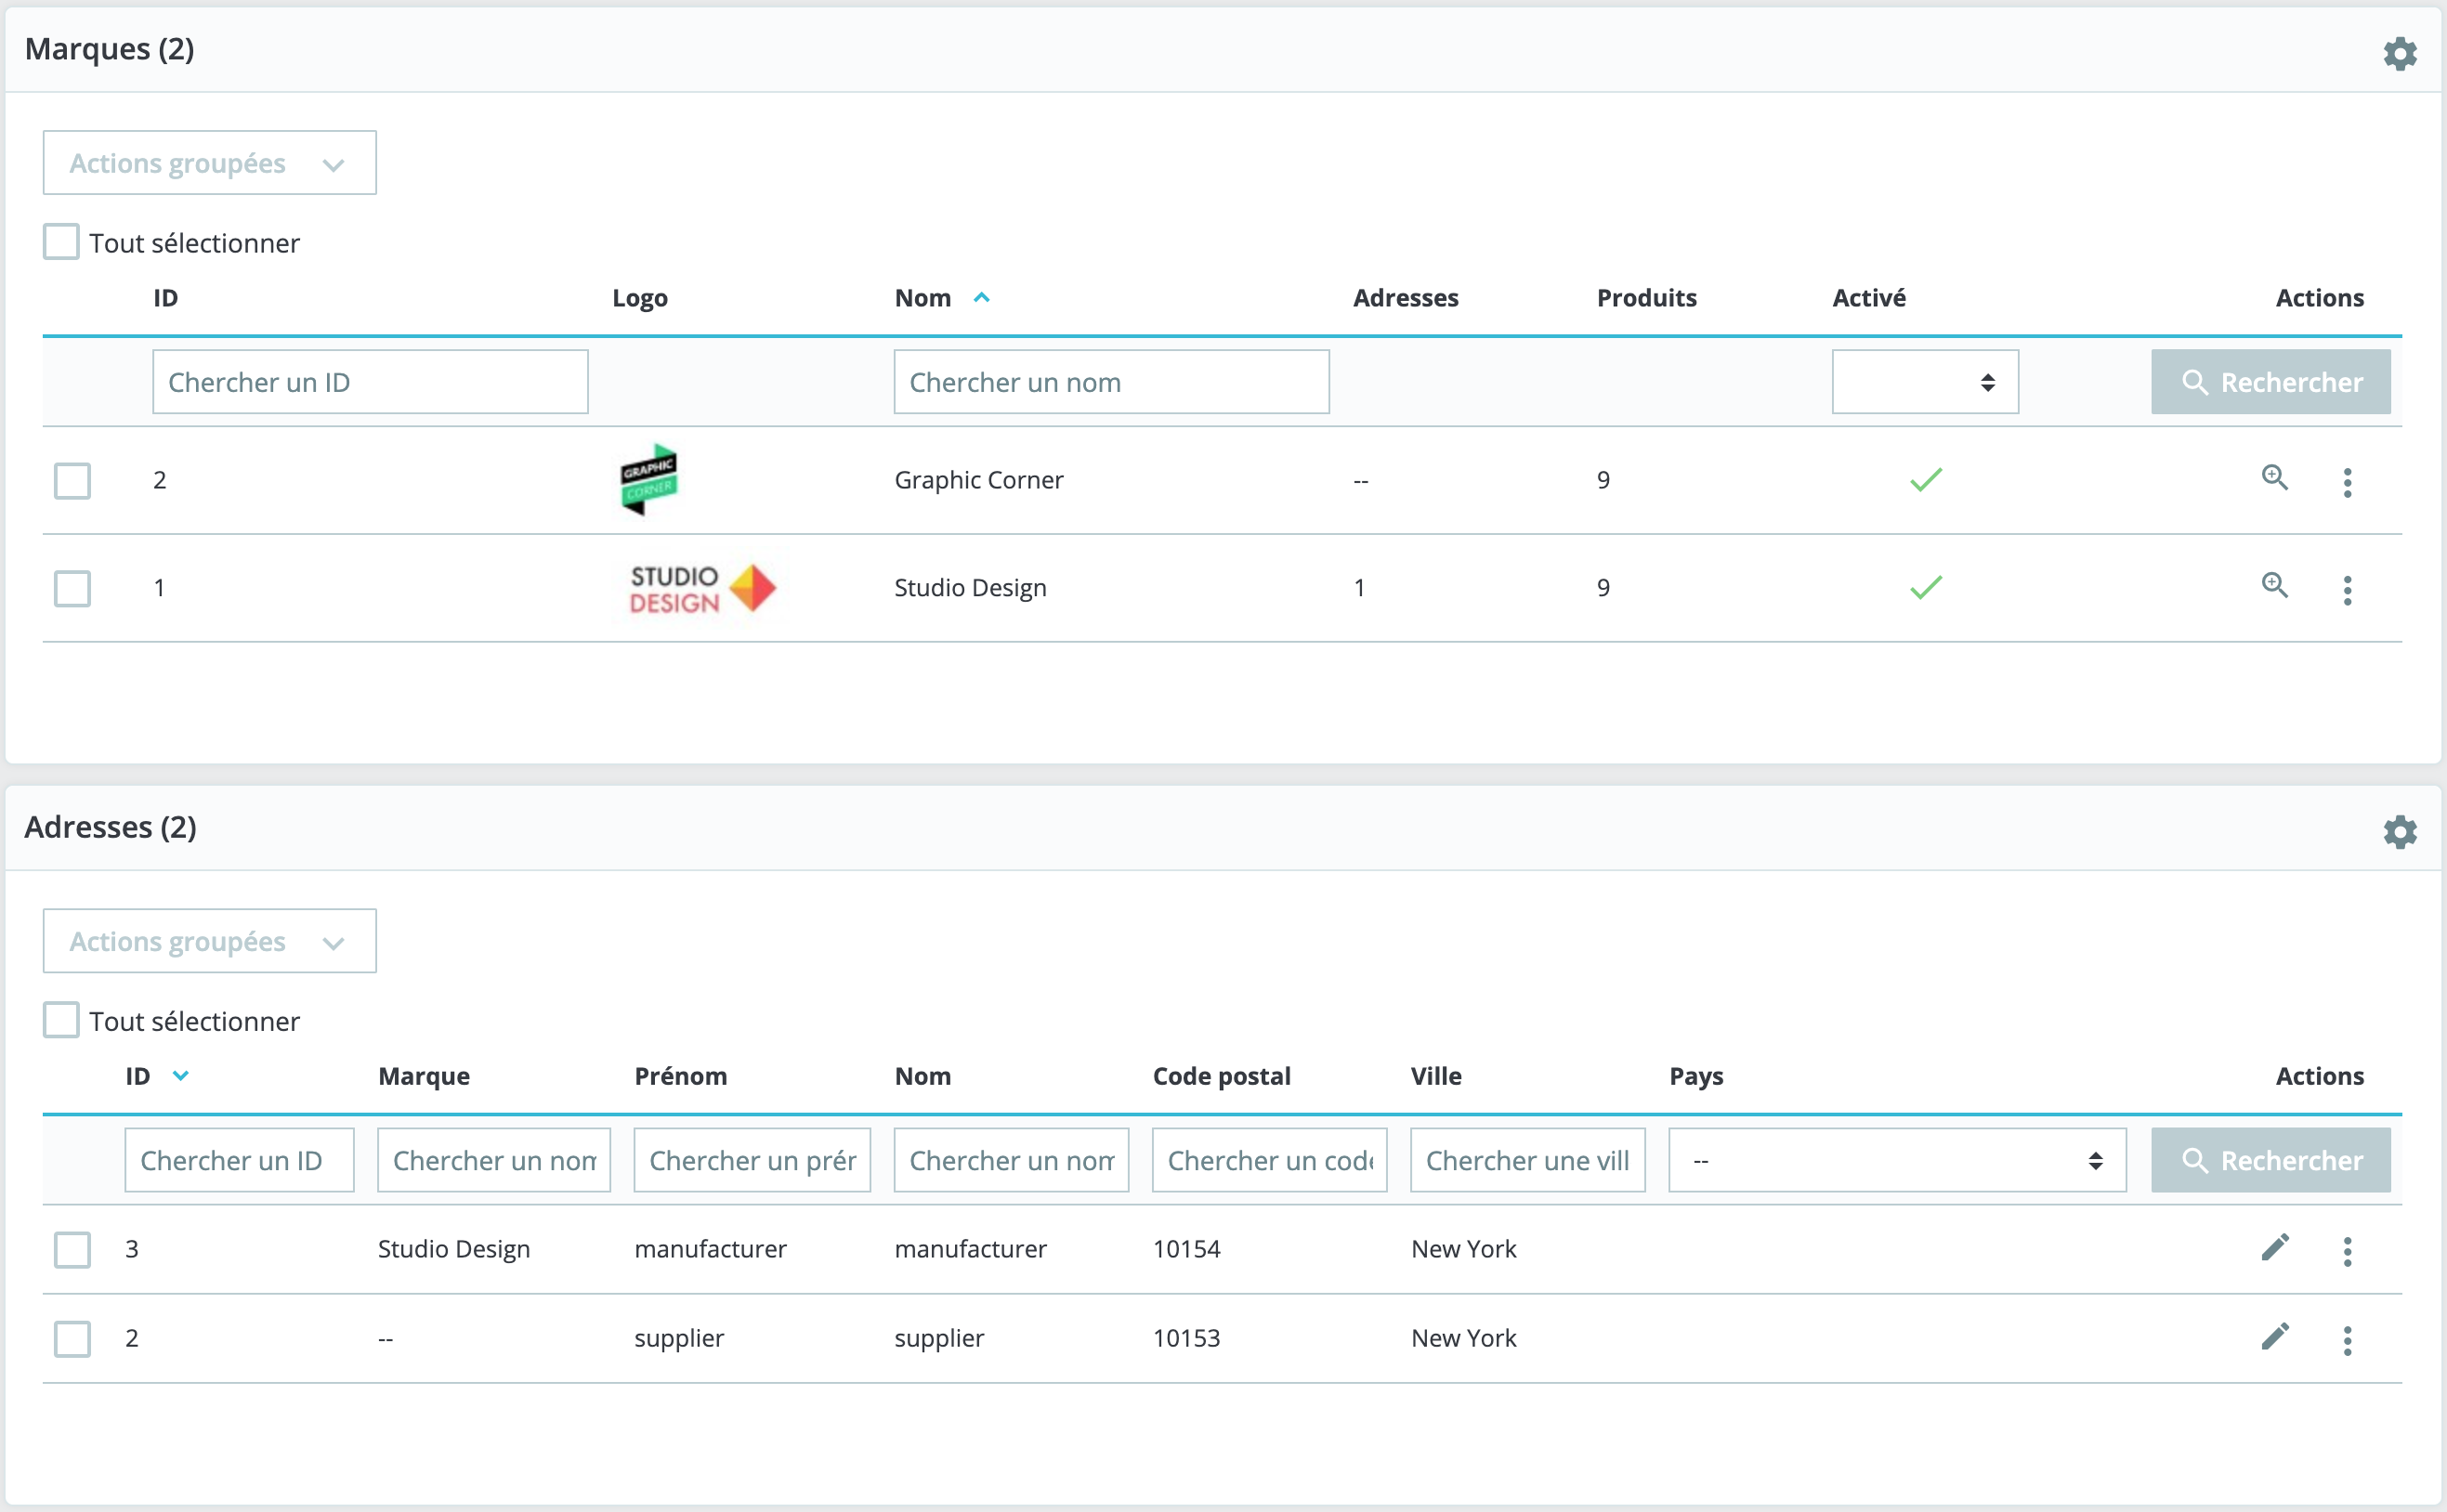 Marques (2)
Actions groupées
Tout sélectionner
ID Logo Nom Adresses Produits Activé Actions
Chercher un ID Chercher un nom Rechercher
2 GRAPHIC CORNER Graphic Corner -- 9
1 STUDIO DESIGN Studio Design 1 9
Adresses (2)
Actions groupées
Tout sélectionner
ID Marque Prénom Nom Code postal Ville Pays Actions
Chercher un ID Chercher un nom Chercher un prér Chercher un nom Chercher un code Chercher une vill -- Rechercher
3 Studio Design manufacturer manufacturer 10154 New York
2 -- supplier supplier 10153 New York